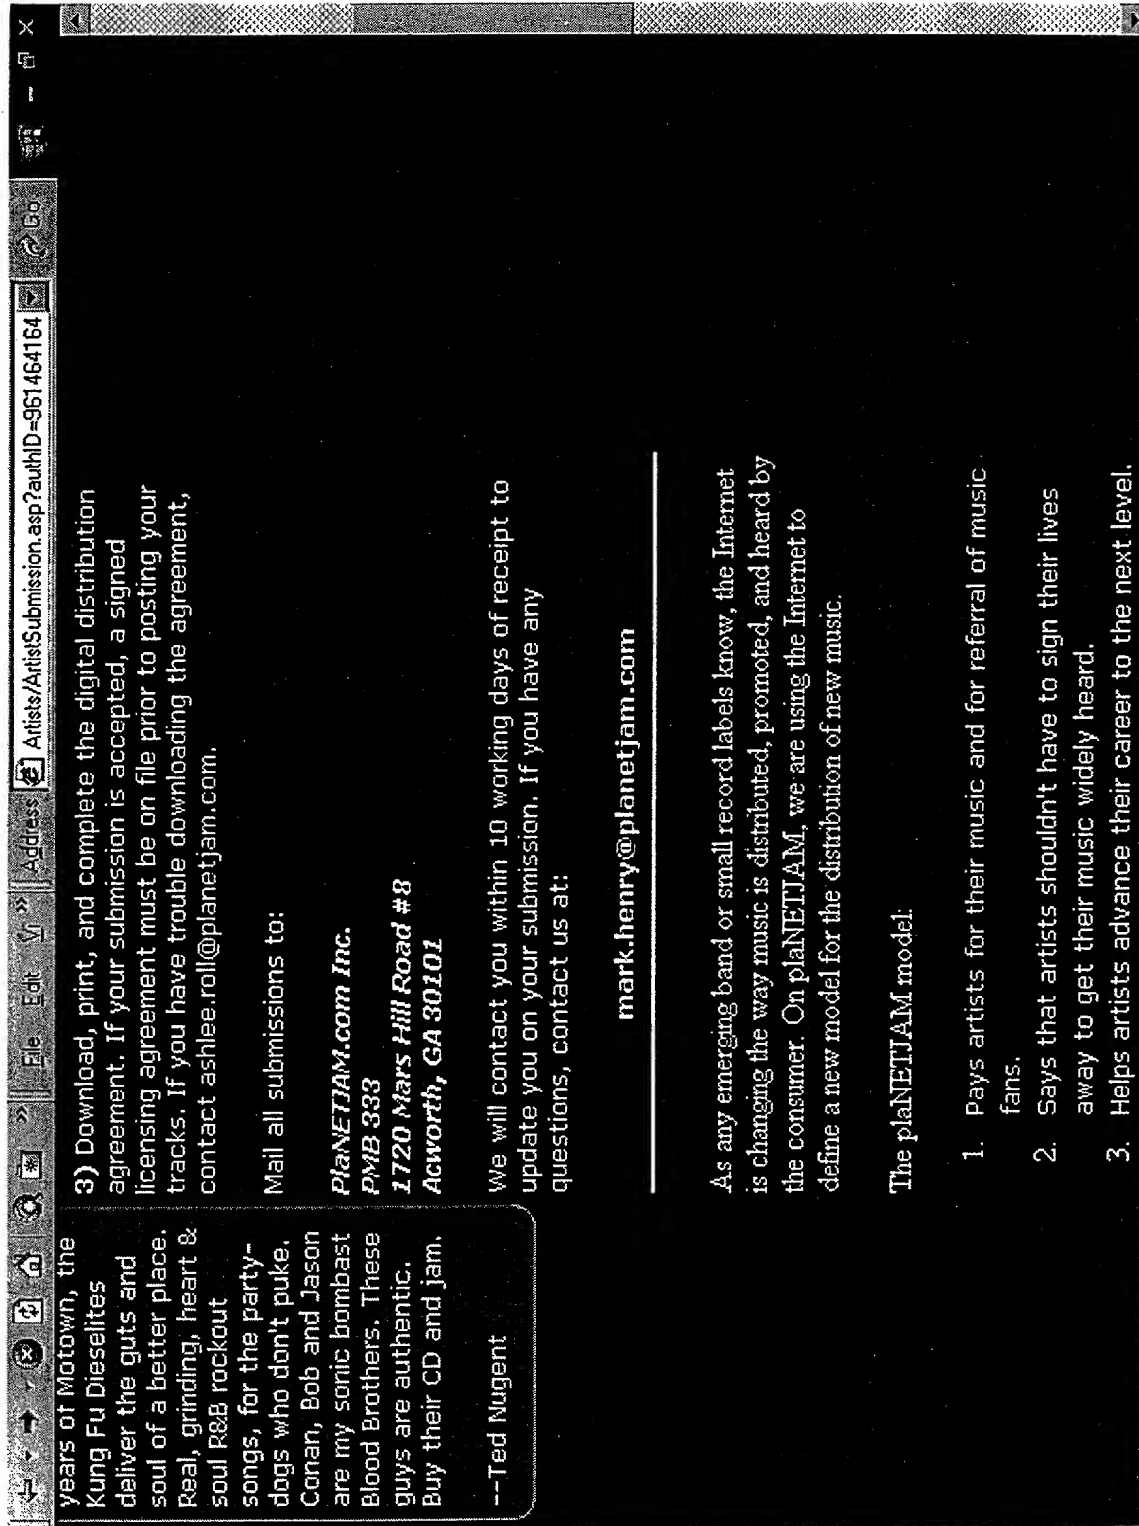 File Edit Vi » Address Artists/ArtistSubmission.asp?authID=961464164 Go
years of Motown, the
Kung Fu Dieselites
deliver the guts and
soul of a better place.
Real, grinding, heart &
soul R&B rockout
songs, for the party-
dogs who don't puke.
Conan, Bob and Jason
are my sonic bombast
Blood Brothers. These
guys are authentic.
Buy their CD and jam.
--Ted Nugent
3) Download, print, and complete the digital distribution
agreement. If your submission is accepted, a signed
licensing agreement must be on file prior to posting your
tracks. If you have trouble downloading the agreement,
contact ashlee.roll@planetjam.com.
Mail all submissions to:
PlaNETJAM.com Inc.
PMB 333
1720 Mars Hill Road #8
Acworth, GA 30101
We will contact you within 10 working days of receipt to
update you on your submission. If you have any
questions, contact us at:
mark.henry@planetjam.com
As any emerging band or small record labels know, the Internet
is changing the way music is distributed, promoted, and heard by
the consumer. On plaNETJAM, we are using the Internet to
define a new model for the distribution of new music.
The plaNETJAM model:
1. Pays artists for their music and for referral of music
fans.
2. Says that artists shouldn't have to sign their lives
away to get their music widely heard.
3. Helps artists advance their career to the next level.